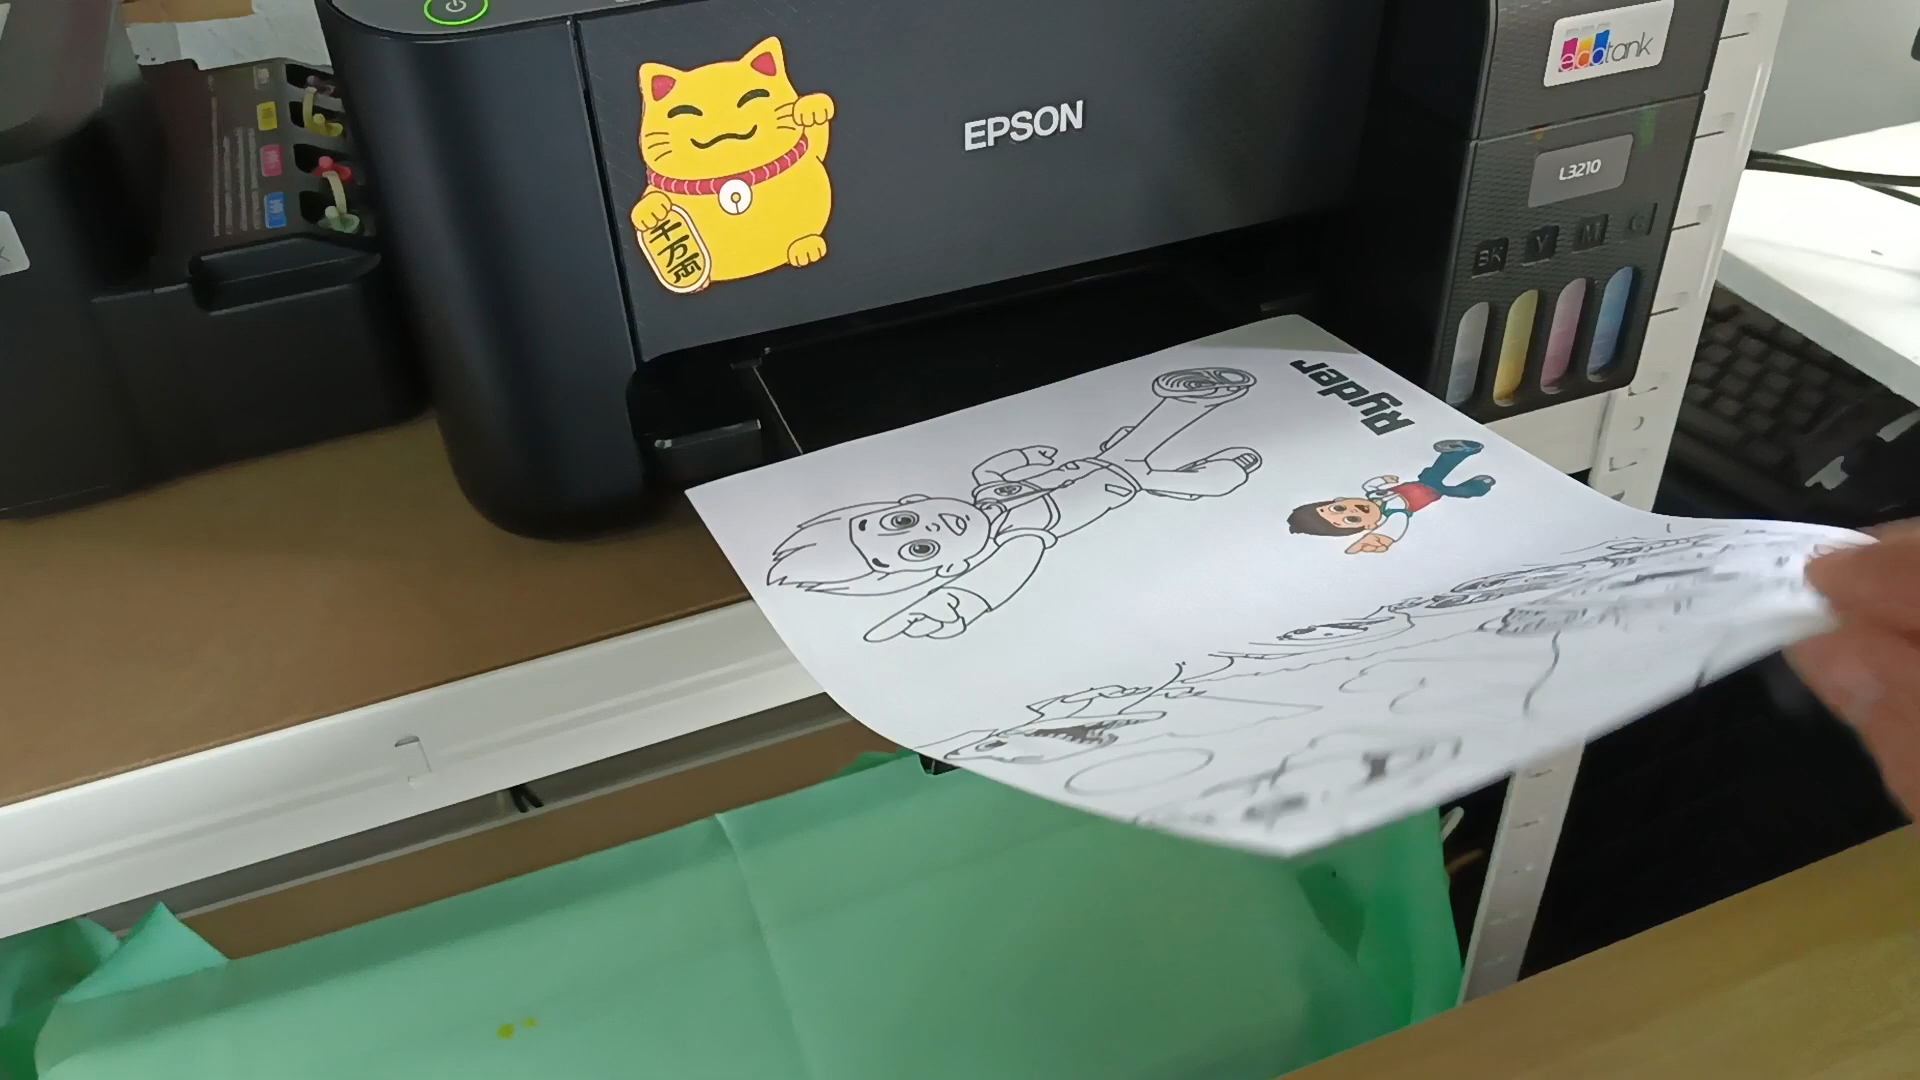 EPSON
ecotank
L3210
BK Y M C
千万両
Ryder